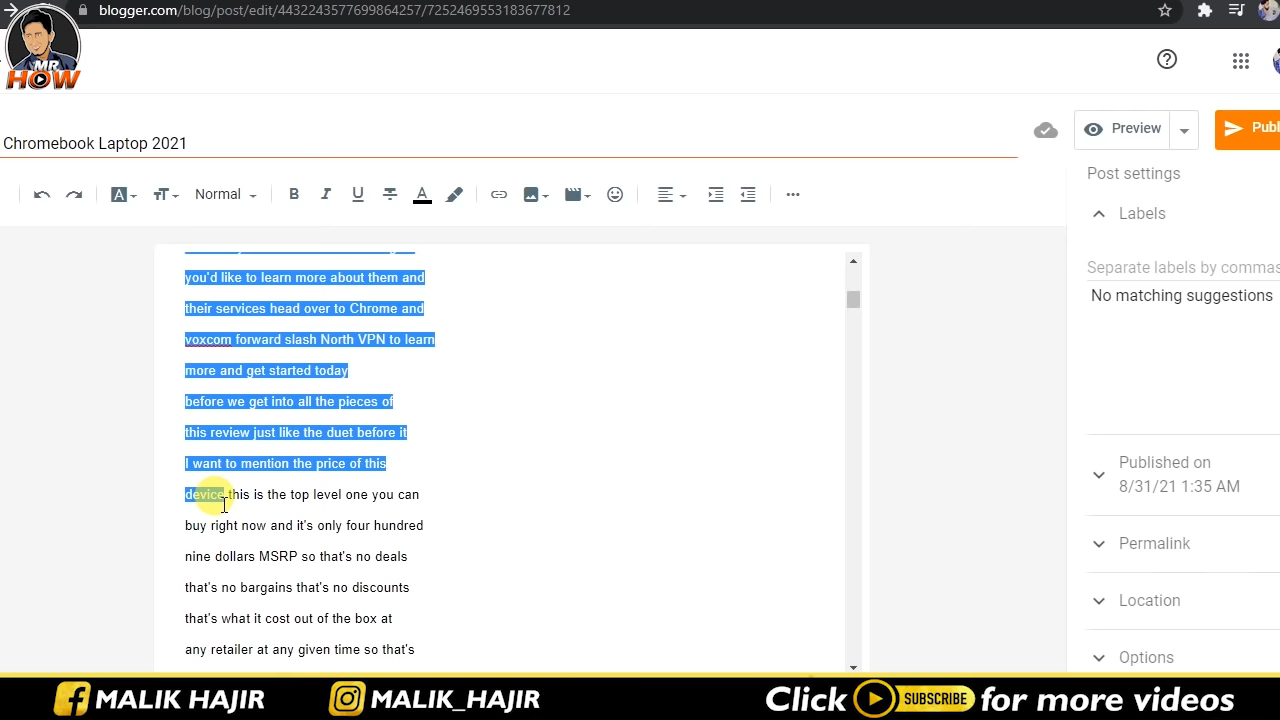 blogger.com/blog/post/edit/4432243577699864257/7252469553183677812
MR
HOW
Chromebook Laptop 2021
Preview
Publ
Normal
Post settings
Labels
Separate labels by commas
No matching suggestions
you'd like to learn more about them and
their services head over to Chrome and
voxcom forward slash North VPN to learn
more and get started today
before we get into all the pieces of
this review just like the duet before it
I want to mention the price of this
device this is the top level one you can
buy right now and it's only four hundred
nine dollars MSRP so that's no deals
that's no bargains that's no discounts
that's what it cost out of the box at
any retailer at any given time so that's
Published on
8/31/21 1:35 AM
Permalink
Location
Options
MALIK HAJIR
MALIK_HAJIR
Click SUBSCRIBE for more videos